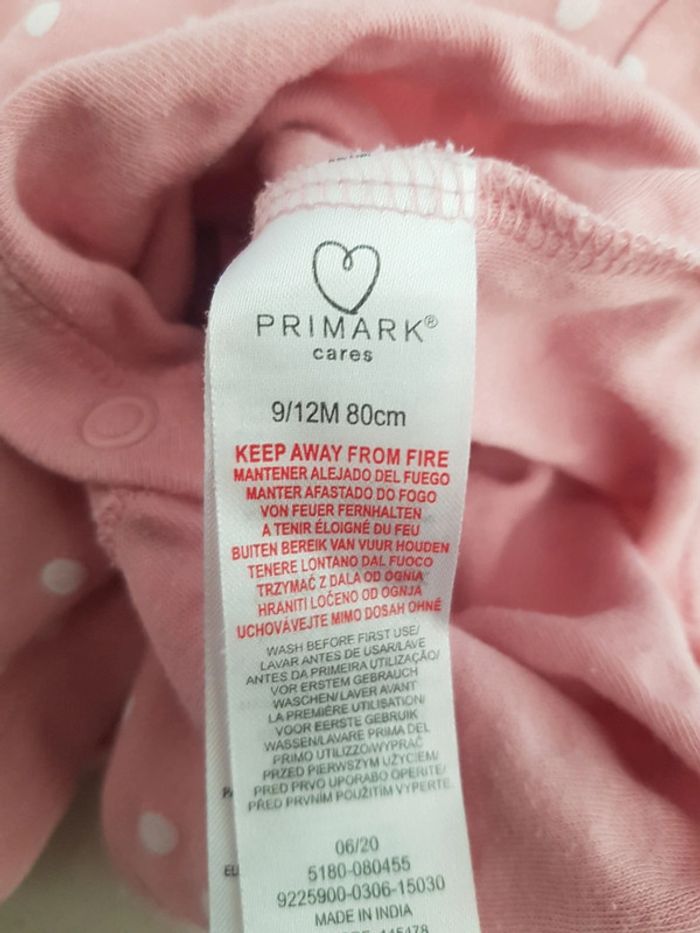 PRIMARK®
cares
9/12M 80cm
KEEP AWAY FROM FIRE
MANTENER ALEJADO DEL FUEGO
MANTER AFASTADO DO FOGO
VON FEUER FERNHALTEN
A TENIR ÉLOIGNÉ DU FEU
BUITEN BEREIK VAN VUUR HOUDEN
TENERE LONTANO DAL FUOCO
TRZYMAĆ Z DALA OD OGNIA
HRANITI LOČENO OD OGNJA
UCHOVÁVEJTE MIMO DOSAH OHNĚ
WASH BEFORE FIRST USE/
LAVAR ANTES DE USAR/LAVE
ANTES DA PRIMEIRA UTILIZAÇÃO/
VOR ERSTEM GEBRAUCH
WASCHEN/LAVER AVANT
LA PREMIÈRE UTILISATION/
VOOR EERSTE GEBRUIK
WASSEN/LAVARE PRIMA DEL
PRIMO UTILIZZO/WYPRAĆ
PRZED PIERWSZYM UŻYCIEM/
PRED PRVO UPORABO OPERITE/
PŘED PRVNÍM POUŽITÍM VYPERTE
06/20
5180-080455
9225900-0306-15030
MADE IN INDIA